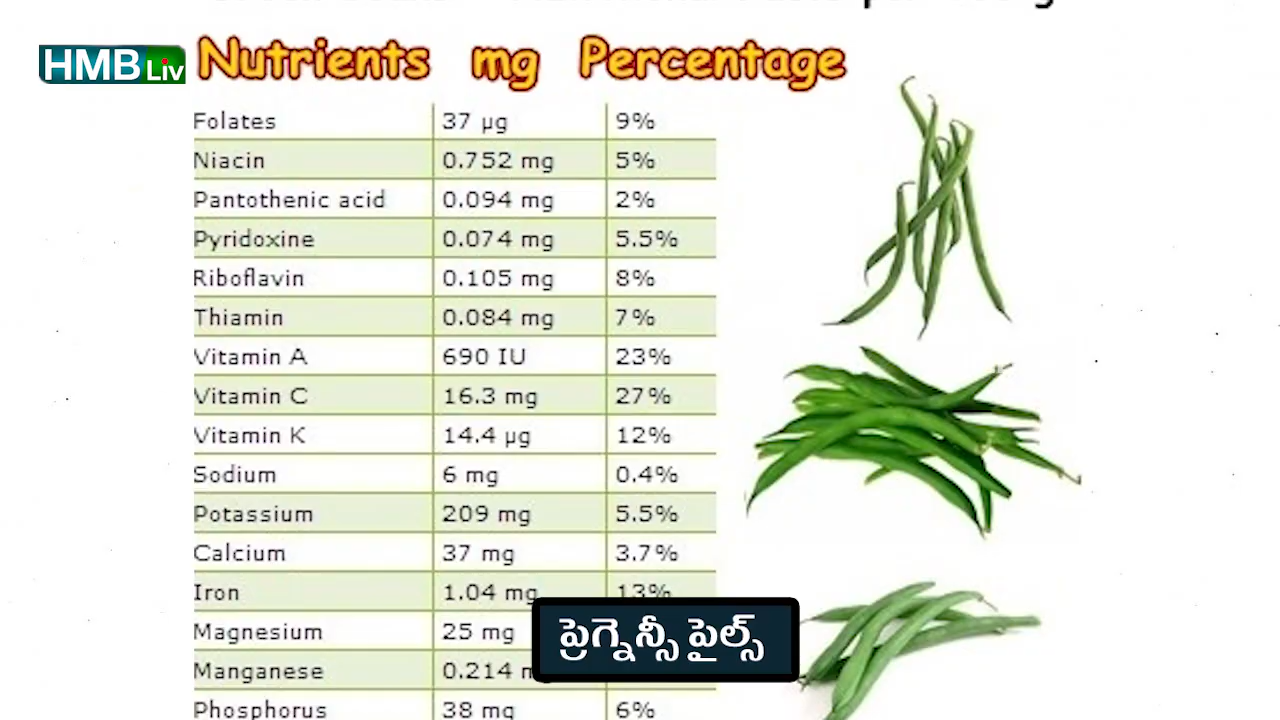 HMB Liv
Nutrients mg Percentage
Folates 37 µg 9%
Niacin 0.752 mg 5%
Pantothenic acid 0.094 mg 2%
Pyridoxine 0.074 mg 5.5%
Riboflavin 0.105 mg 8%
Thiamin 0.084 mg 7%
Vitamin A 690 IU 23%
Vitamin C 16.3 mg 27%
Vitamin K 14.4 µg 12%
Sodium 6 mg 0.4%
Potassium 209 mg 5.5%
Calcium 37 mg 3.7%
Iron 1.04 mg 13%
Magnesium 25 mg
Manganese 0.214
Phosphorus 38 mg 6%
ప్రెగ్నెన్సీ పైల్స్